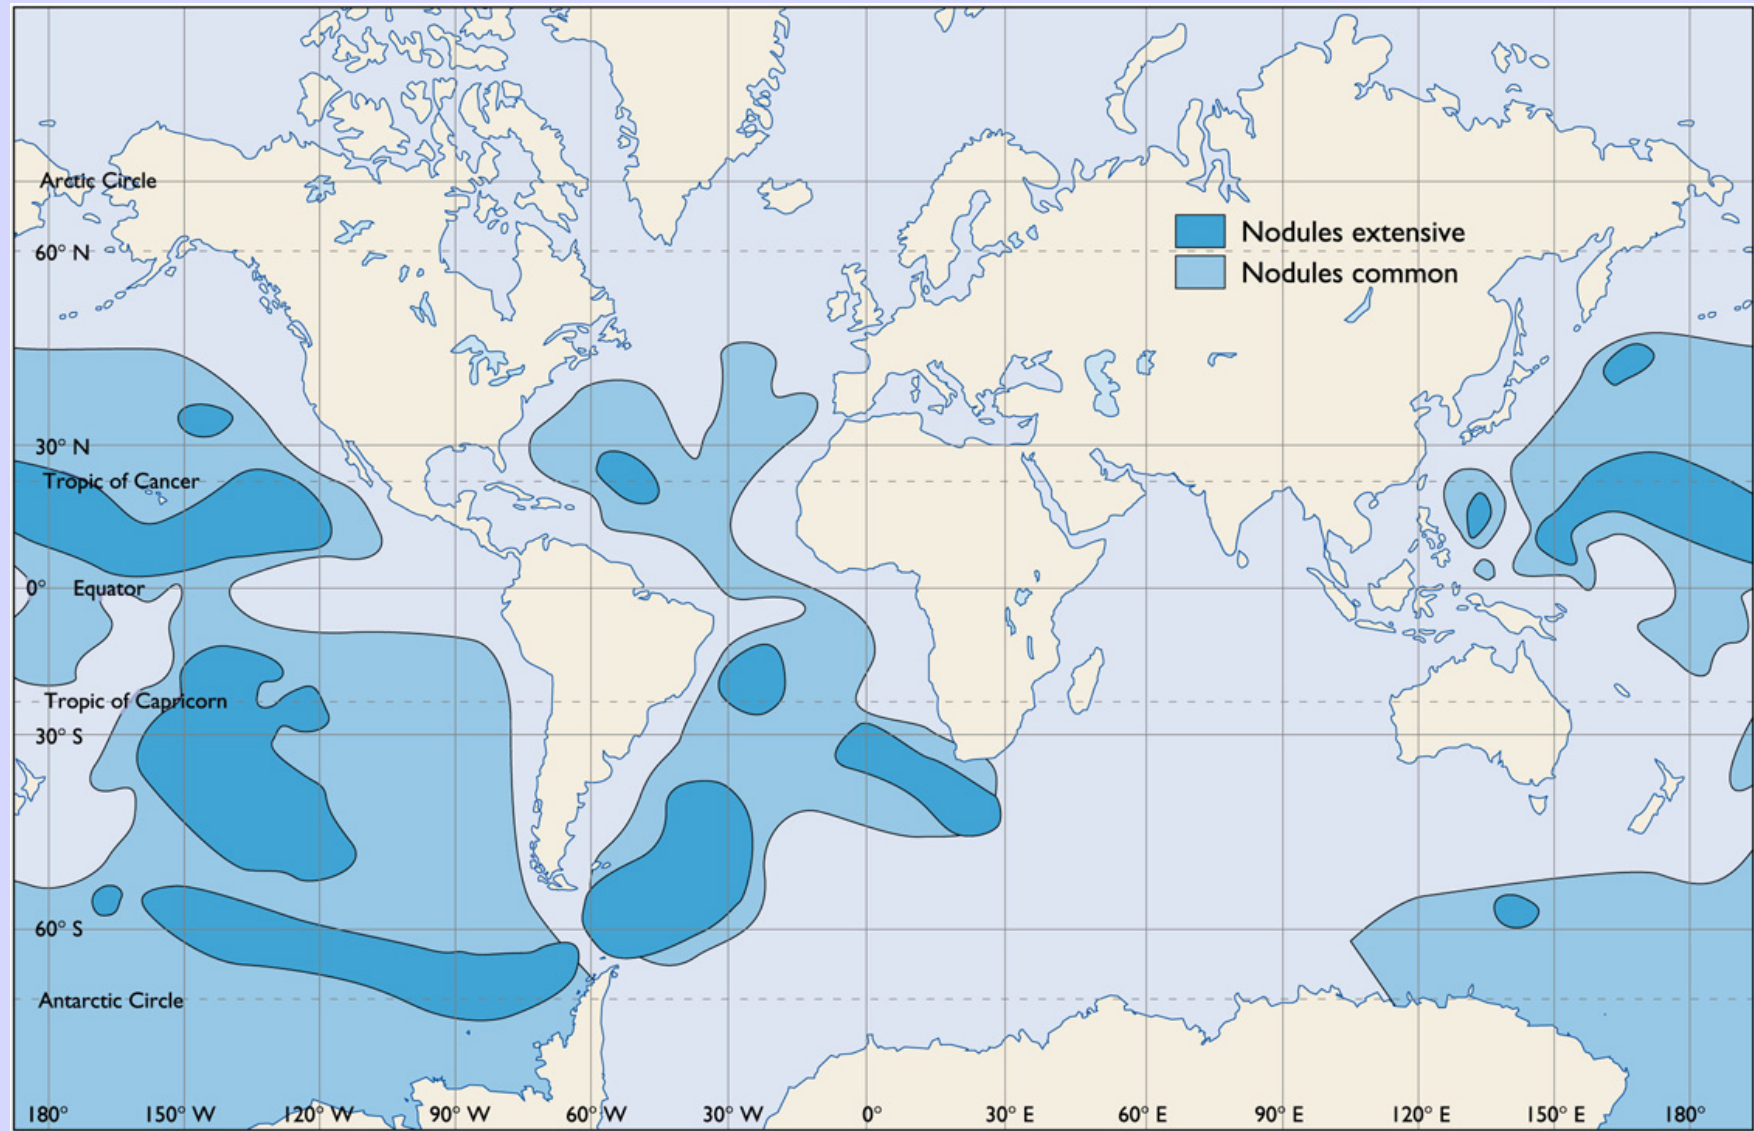 Arctic Circle
60° N
Nodules extensive
Nodules common
30° N
Tropic of Cancer
0° Equator
Tropic of Capricorn
30° S
60° S
Antarctic Circle
180° 150° W 120° W 90° W 60° W 30° W 0° 30° E 60° E 90° E 120° E 150° E 180°